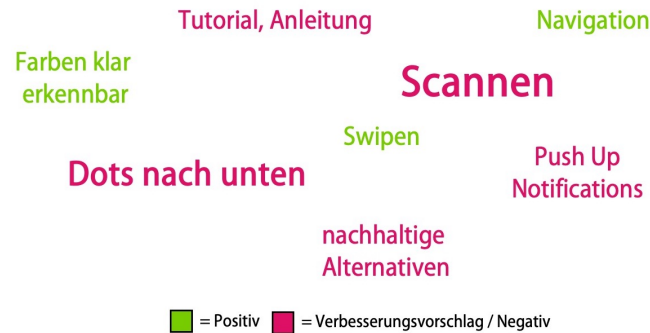 Tutorial, Anleitung
Navigation
Farben klar
erkennbar
Scannen
Swipen
Dots nach unten
Push Up
Notifications
nachhaltige
Alternativen
= Positiv
= Verbesserungsvorschlag / Negativ